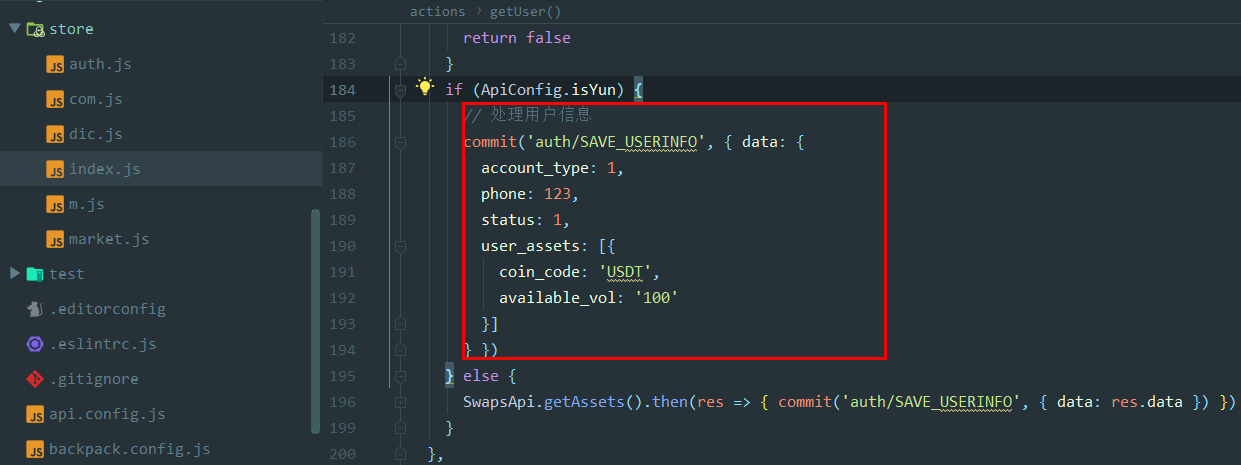 actions › getUser()
store
auth.js
com.js
dic.js
index.js
m.js
market.js
test
.editorconfig
.eslintrc.js
.gitignore
api.config.js
backpack.config.js
182 return false
183 }
184 if (ApiConfig.isYun) {
185 // 处理用户信息
186 commit('auth/SAVE_USERINFO', { data: {
187 account_type: 1,
188 phone: 123,
189 status: 1,
190 user_assets: [{
191 coin_code: 'USDT',
192 available_vol: '100'
193 }]
194 } })
195 } else {
196 SwapsApi.getAssets().then(res => { commit('auth/SAVE_USERINFO', { data: res.data }) })
199 }
200 },